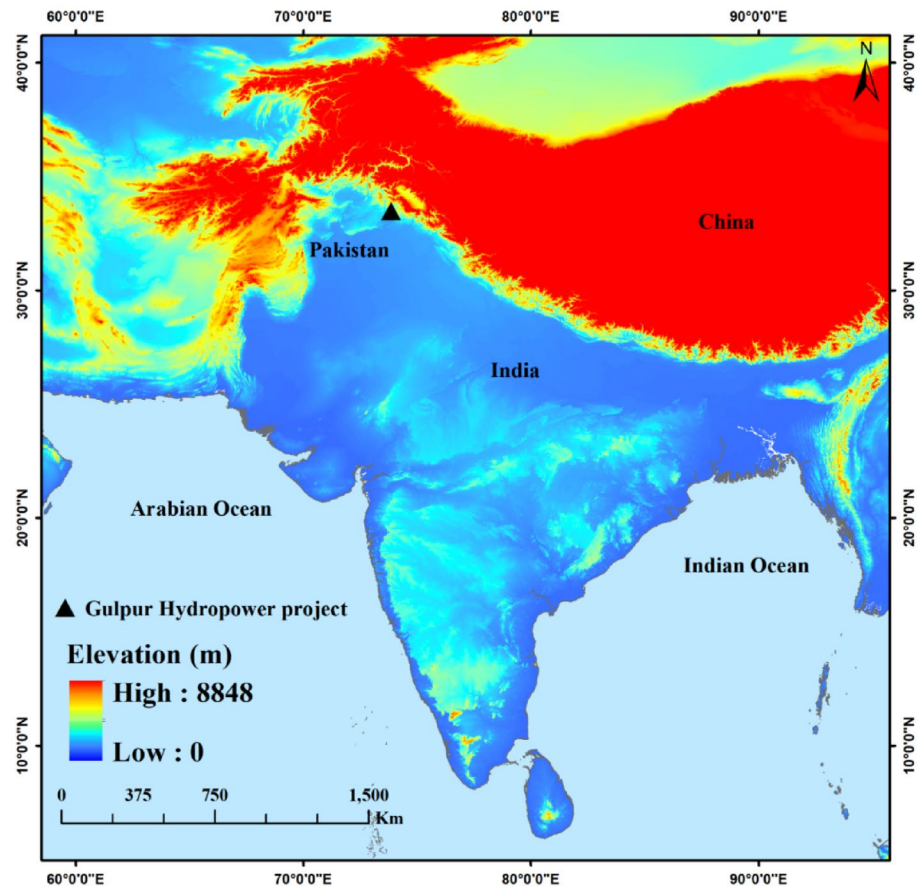 60°0'0"E 70°0'0"E 80°0'0"E 90°0'0"E
40°0'0"N
40°0'0"N
N
China
Pakistan
30°0'0"N
30°0'0"N
India
Arabian Ocean
20°0'0"N
20°0'0"N
Indian Ocean
Gulpur Hydropower project
Elevation (m)
High : 8848
Low : 0
10°0'0"N
10°0'0"N
0 375 750 1,500
Km
60°0'0"E 70°0'0"E 80°0'0"E 90°0'0"E